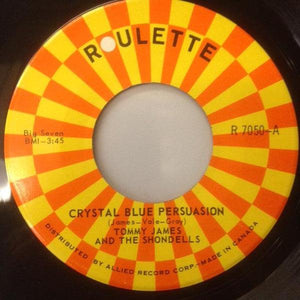 ROULETTE
Big Seven
BMI-3:45
R 7050-A
CRYSTAL BLUE PERSUASION
(James-Vale-Gray)
TOMMY JAMES
AND THE SHONDELLS
DISTRIBUTED BY ALLIED RECORD CORP.-MADE IN CANADA